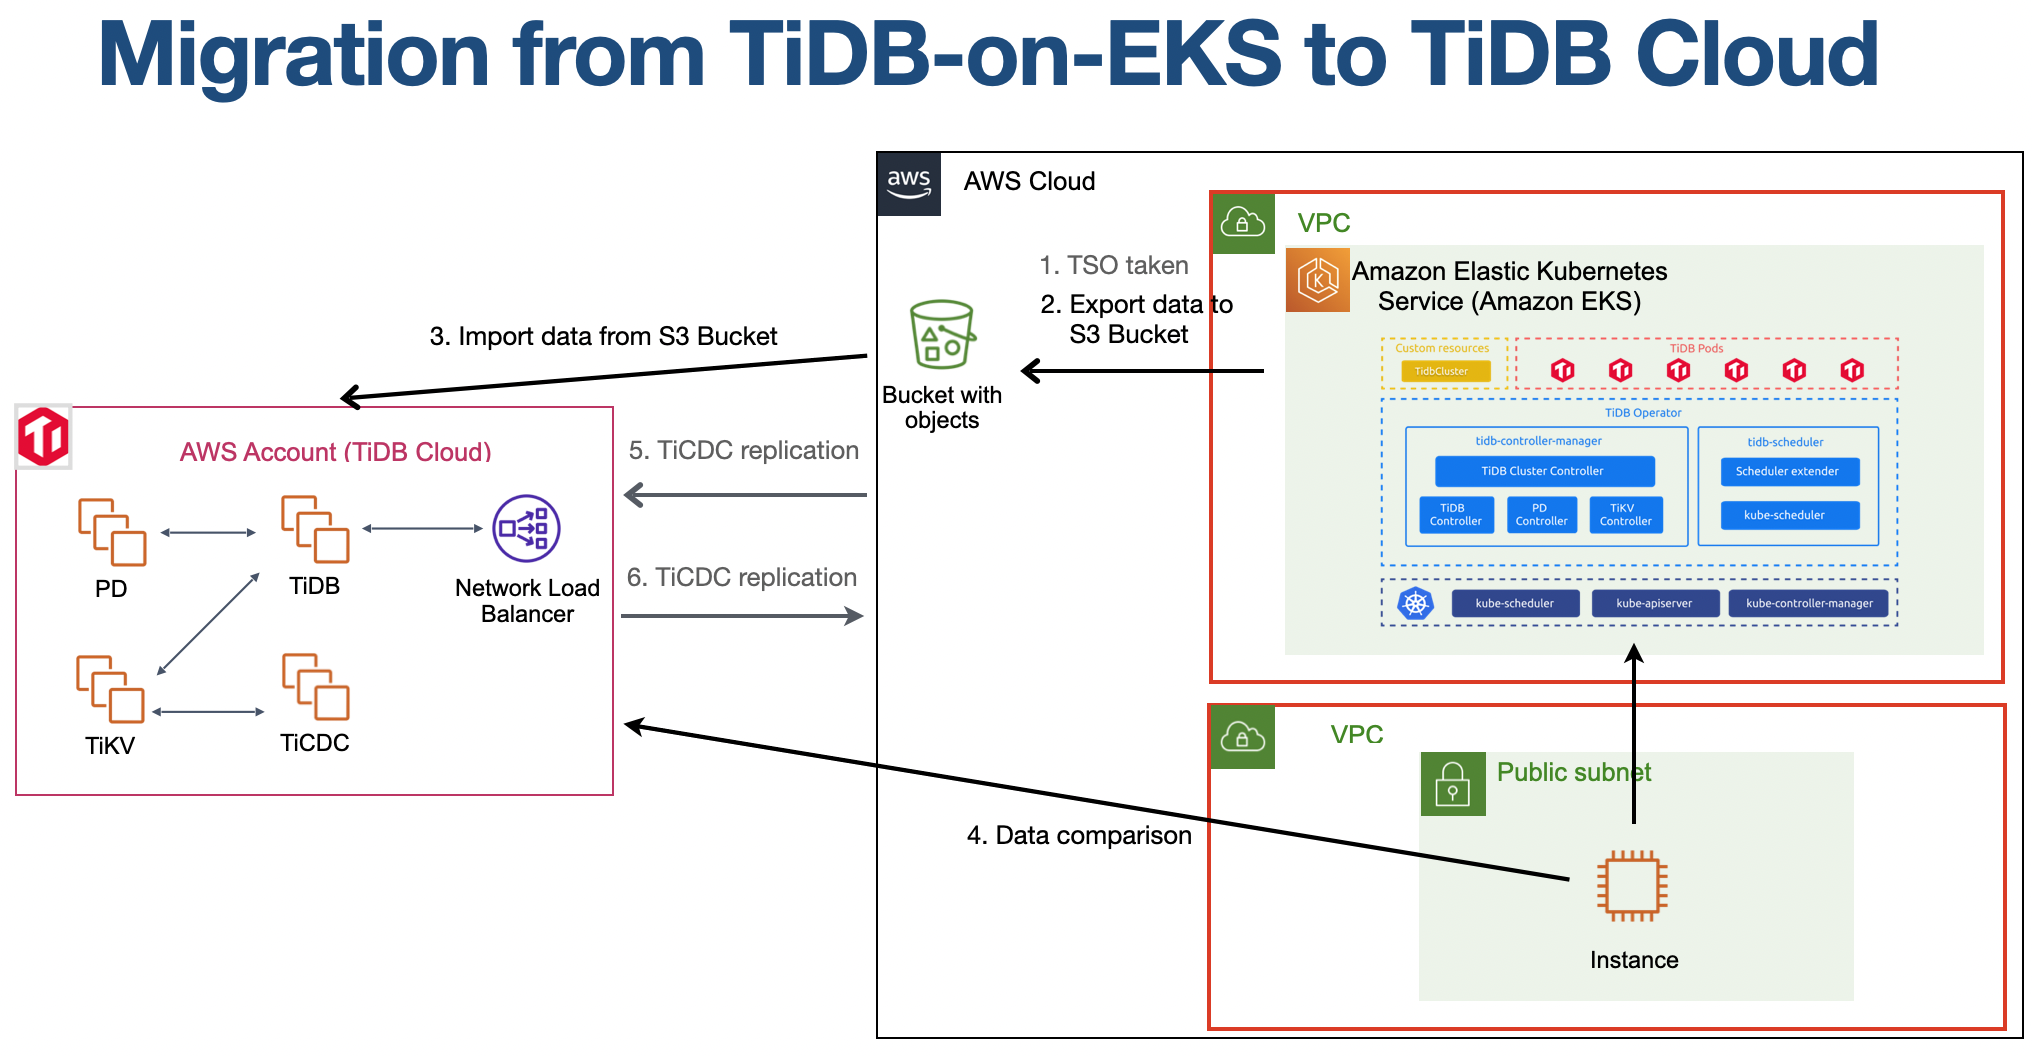 Migration from TiDB-on-EKS to TiDB Cloud
aws
AWS Cloud
VPC
1. TSO taken
2. Export data to
S3 Bucket
Amazon Elastic Kubernetes
Service (Amazon EKS)
3. Import data from S3 Bucket
Bucket with
objects
Custom resources
TidbCluster
TiDB Pods
TiDB Operator
tidb-controller-manager
TiDB Cluster Controller
TiDB
Controller
PD
Controller
TiKV
Controller
tidb-scheduler
Scheduler extender
kube-scheduler
kube-scheduler
kube-apiserver
kube-controller-manager
AWS Account (TiDB Cloud)
5. TiCDC replication
6. TiCDC replication
PD
TiDB
Network Load
Balancer
TiKV
TiCDC
VPC
Public subnet
4. Data comparison
Instance